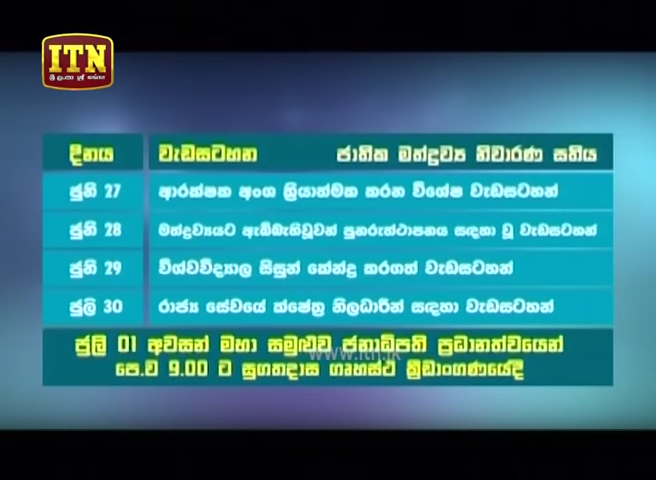 ITN
ශ්‍රී ලංකා இலங்கை
දිනය වැඩසටහන ජාතික මත්ද්‍රව්‍ය නිවාරණ සතිය
ජුනි 27 ආරක්ෂක අංශ ක්‍රියාත්මක කරන විශේෂ වැඩසටහන්
ජුනි 28 මත්ද්‍රව්‍යයට ඇබ්බැහිවූවන් පුනරුත්ථාපනය සඳහා වූ වැඩසටහන්
ජුනි 29 විශ්වවිද්‍යාල සිසුන් කේන්ද්‍ර කරගත් වැඩසටහන්
ජුලි 30 රාජ්‍ය සේවයේ ක්ෂේත්‍ර නිලධාරීන් සඳහා වැඩසටහන්
ජුලි 01 අවසන් මහා සමුළුව ජනාධිපති ප්‍රධානත්වයෙන්
www.itn.lk
පෙ.ව 9.00 ට සුගතදාස ගෘහස්ථ ක්‍රීඩාංගණයේදී